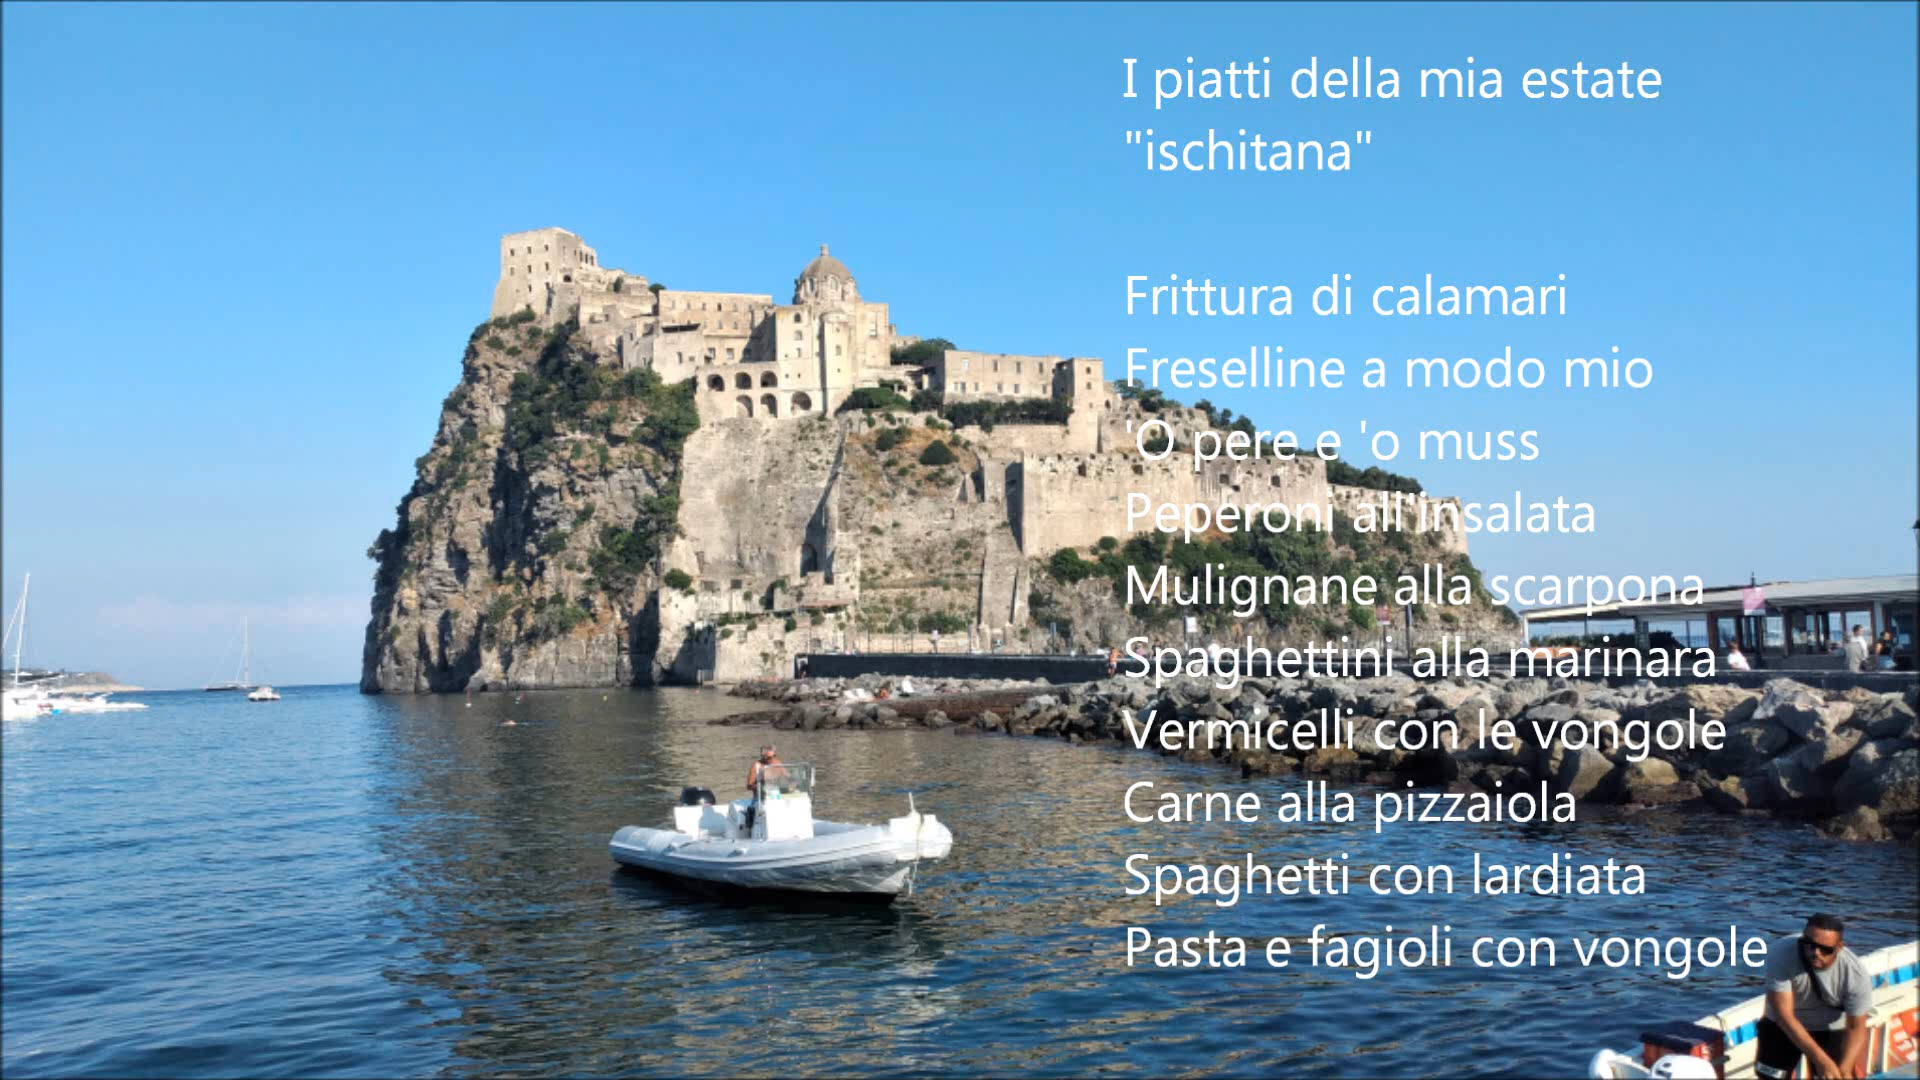 I piatti della mia estate
"ischitana"
Frittura di calamari
Freselline a modo mio
'O pere e 'o muss
Peperoni all'insalata
Mulignane alla scarpona
Spaghettini alla marinara
Vermicelli con le vongole
Carne alla pizzaiola
Spaghetti con lardiata
Pasta e fagioli con vongole